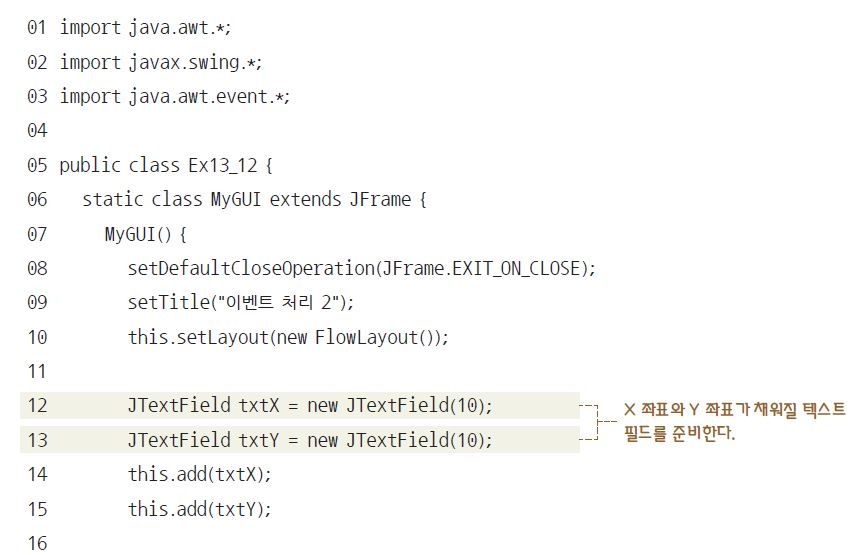 01 import java.awt.*;
02 import javax.swing.*;
03 import java.awt.event.*;
04
05 public class Ex13_12 {
06 static class MyGUI extends JFrame {
07 MyGUI() {
08 setDefaultCloseOperation(JFrame.EXIT_ON_CLOSE);
09 setTitle("이벤트 처리 2");
10 this.setLayout(new FlowLayout());
11
12 JTextField txtX = new JTextField(10);
13 JTextField txtY = new JTextField(10);
X 좌표와 Y 좌표가 채워질 텍스트
필드를 준비한다.
14 this.add(txtX);
15 this.add(txtY);
16